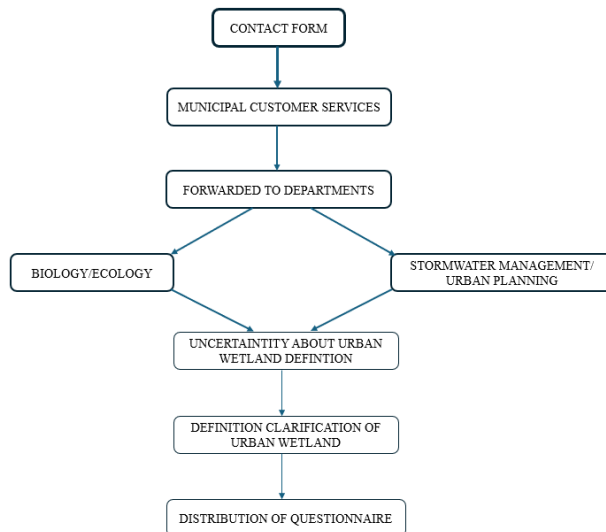 CONTACT FORM
MUNICIPAL CUSTOMER SERVICES
FORWARDED TO DEPARTMENTS
BIOLOGY/ECOLOGY
STORMWATER MANAGEMENT/
URBAN PLANNING
UNCERTAINTITY ABOUT URBAN
WETLAND DEFINTION
DEFINITION CLARIFICATION OF
URBAN WETLAND
DISTRIBUTION OF QUESTIONNAIRE